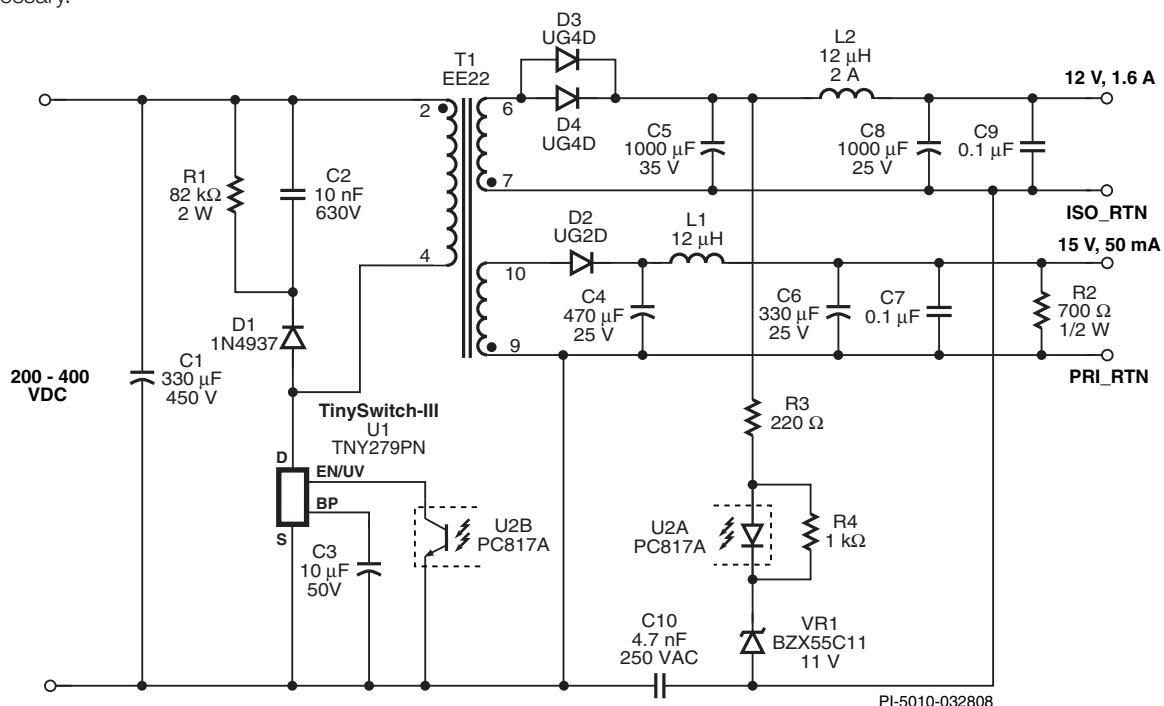 essary.
D3
UG4D
T1
EE22
L2
12 µH
2 A
12 V, 1.6 A
2
6
D4
UG4D
C5
1000 µF
35 V
C8
1000 µF
25 V
C9
0.1 µF
R1
82 kΩ
2 W
C2
10 nF
630V
7
ISO_RTN
D2
UG2D
L1
12 µH
15 V, 50 mA
4
10
C4
470 µF
25 V
C6
330 µF
25 V
C7
0.1 µF
R2
700 Ω
1/2 W
D1
1N4937
9
PRI_RTN
200 - 400
VDC
C1
330 µF
450 V
TinySwitch-III
U1
TNY279PN
R3
220 Ω
D
EN/UV
BP
S
U2B
PC817A
U2A
PC817A
R4
1 kΩ
C3
10 µF
50V
C10
4.7 nF
250 VAC
VR1
BZX55C11
11 V
PI-5010-032808